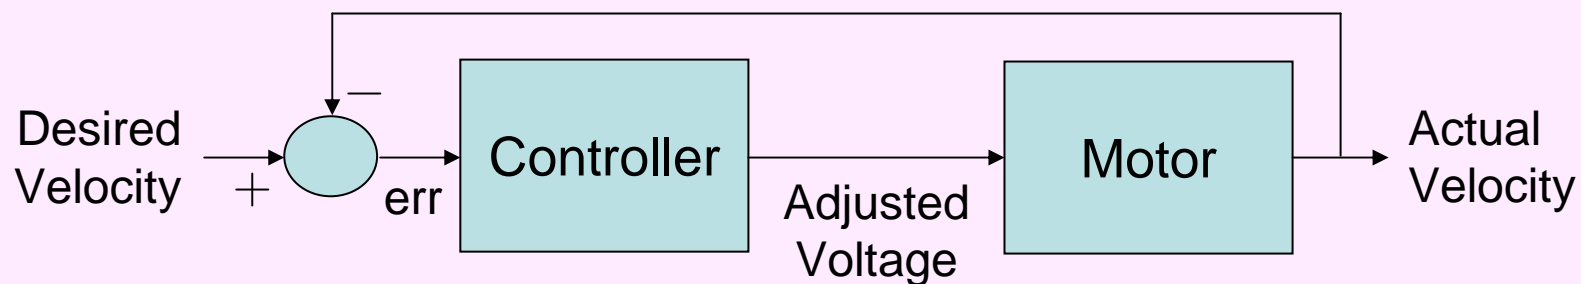 Desired
Velocity
+
−
err
Controller
Adjusted
Voltage
Motor
Actual
Velocity